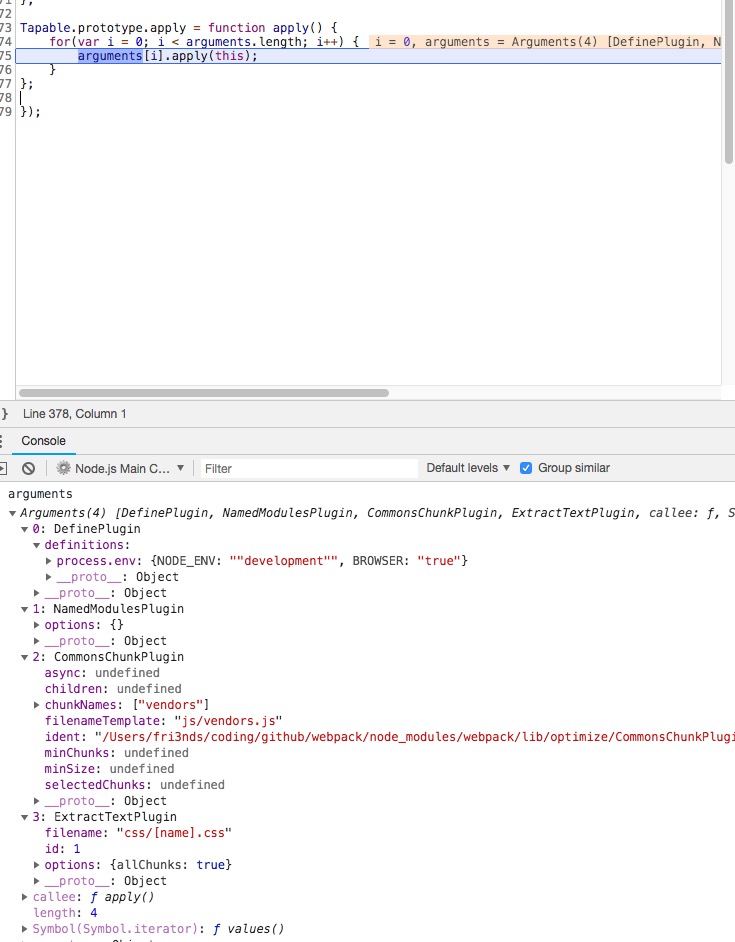 71 };
72
73 Tapable.prototype.apply = function apply() {
74 for(var i = 0; i < arguments.length; i++) { i = 0, arguments = Arguments(4) [DefinePlugin, N
75 arguments[i].apply(this);
76 }
77 };
78
79 });
} Line 378, Column 1
Console
Node.js Main C... ▼ Filter Default levels ▼ Group similar
arguments
▼Arguments(4) [DefinePlugin, NamedModulesPlugin, CommonsChunkPlugin, ExtractTextPlugin, callee: ƒ, S
▼0: DefinePlugin
▼definitions:
▶process.env: {NODE_ENV: ""development"", BROWSER: "true"}
▶__proto__: Object
▶__proto__: Object
▼1: NamedModulesPlugin
▶options: {}
▶__proto__: Object
▼2: CommonsChunkPlugin
async: undefined
children: undefined
▶chunkNames: ["vendors"]
filenameTemplate: "js/vendors.js"
ident: "/Users/fri3nds/coding/github/webpack/node_modules/webpack/lib/optimize/CommonsChunkPlugi
minChunks: undefined
minSize: undefined
selectedChunks: undefined
▶__proto__: Object
▼3: ExtractTextPlugin
filename: "css/[name].css"
id: 1
▶options: {allChunks: true}
▶__proto__: Object
▶callee: ƒ apply()
length: 4
▶Symbol(Symbol.iterator): ƒ values()